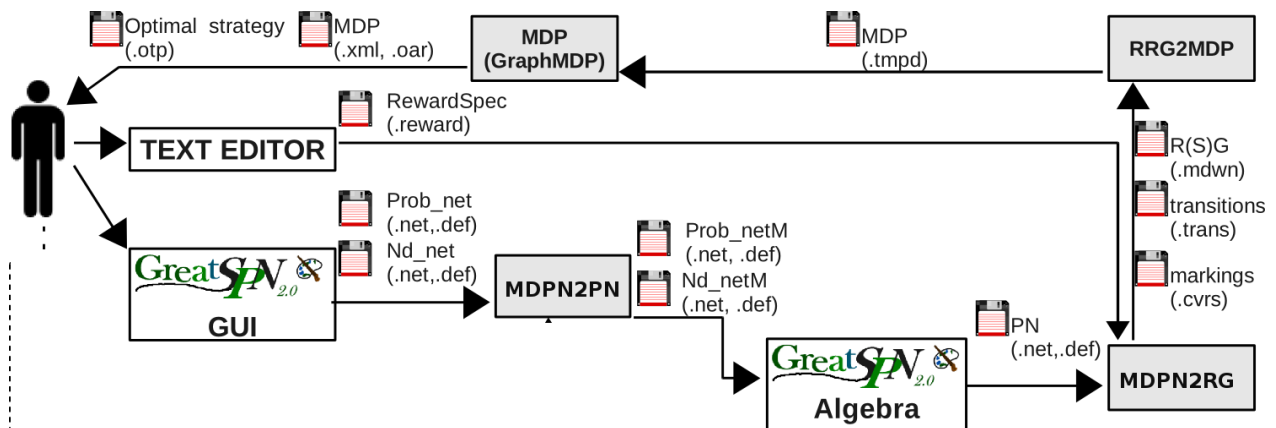 Optimal strategy
(.otp)
MDP
(.xml, .oar)
MDP
(GraphMDP)
MDP
(.tmpd)
RRG2MDP
RewardSpec
(.reward)
TEXT EDITOR
R(S)G
(.mdwn)
transitions
(.trans)
markings
(.cvrs)
Prob_net
(.net,.def)
Nd_net
(.net,.def)
GreatSPN 2.0
GUI
MDPN2PN
Prob_netM
(.net, .def)
Nd_netM
(.net, .def)
PN
(.net,.def)
GreatSPN 2.0
Algebra
MDPN2RG